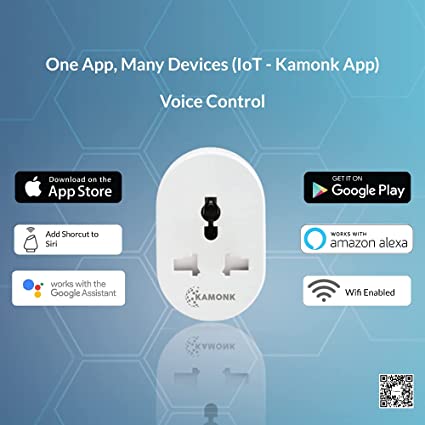 One App, Many Devices (IoT - Kamonk App)
Voice Control
Download on the
App Store
GET IT ON
Google Play
Add Shorcut to
Siri
WORKS WITH
amazon alexa
works with the
Google Assistant
Wifi Enabled
KAMONK